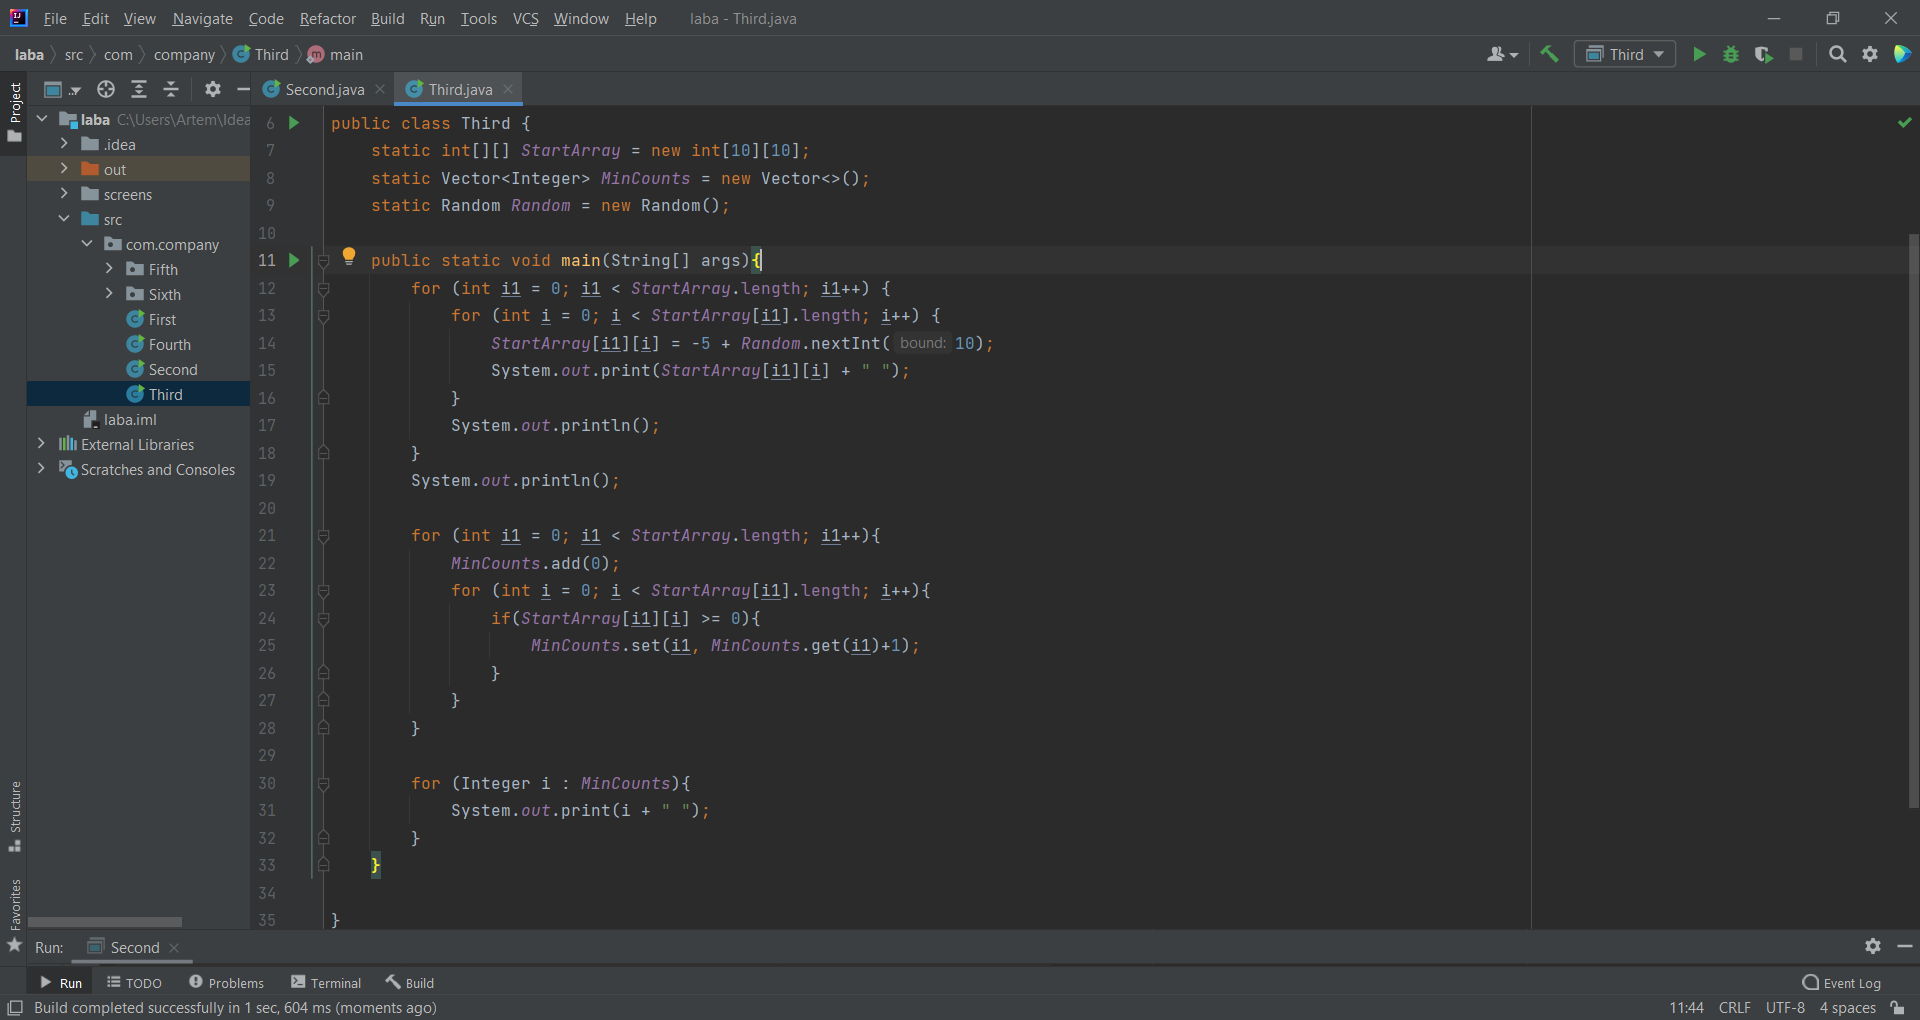 File Edit View Navigate Code Refactor Build Run Tools VCS Window Help laba - Third.java
laba src com company Third main Third
Project
Second.java Third.java
laba C:\Users\Artem\Idea
.idea
out
screens
src
com.company
Fifth
Sixth
First
Fourth
Second
Third
laba.iml
External Libraries
Scratches and Consoles
Structure
Favorites
6 public class Third {
7 static int[][] StartArray = new int[10][10];
8 static Vector<Integer> MinCounts = new Vector<>();
9 static Random Random = new Random();
10
11 public static void main(String[] args){
12 for (int i1 = 0; i1 < StartArray.length; i1++) {
13 for (int i = 0; i < StartArray[i1].length; i++) {
14 StartArray[i1][i] = -5 + Random.nextInt( bound: 10);
15 System.out.print(StartArray[i1][i] + " ");
16 }
17 System.out.println();
18 }
19 System.out.println();
20
21 for (int i1 = 0; i1 < StartArray.length; i1++){
22 MinCounts.add(0);
23 for (int i = 0; i < StartArray[i1].length; i++){
24 if(StartArray[i1][i] >= 0){
25 MinCounts.set(i1, MinCounts.get(i1)+1);
26 }
27 }
28 }
29
30 for (Integer i : MinCounts){
31 System.out.print(i + " ");
32 }
33 }
34
35 }
Run: Second
Run TODO Problems Terminal Build Event Log
Build completed successfully in 1 sec, 604 ms (moments ago) 11:44 CRLF UTF-8 4 spaces